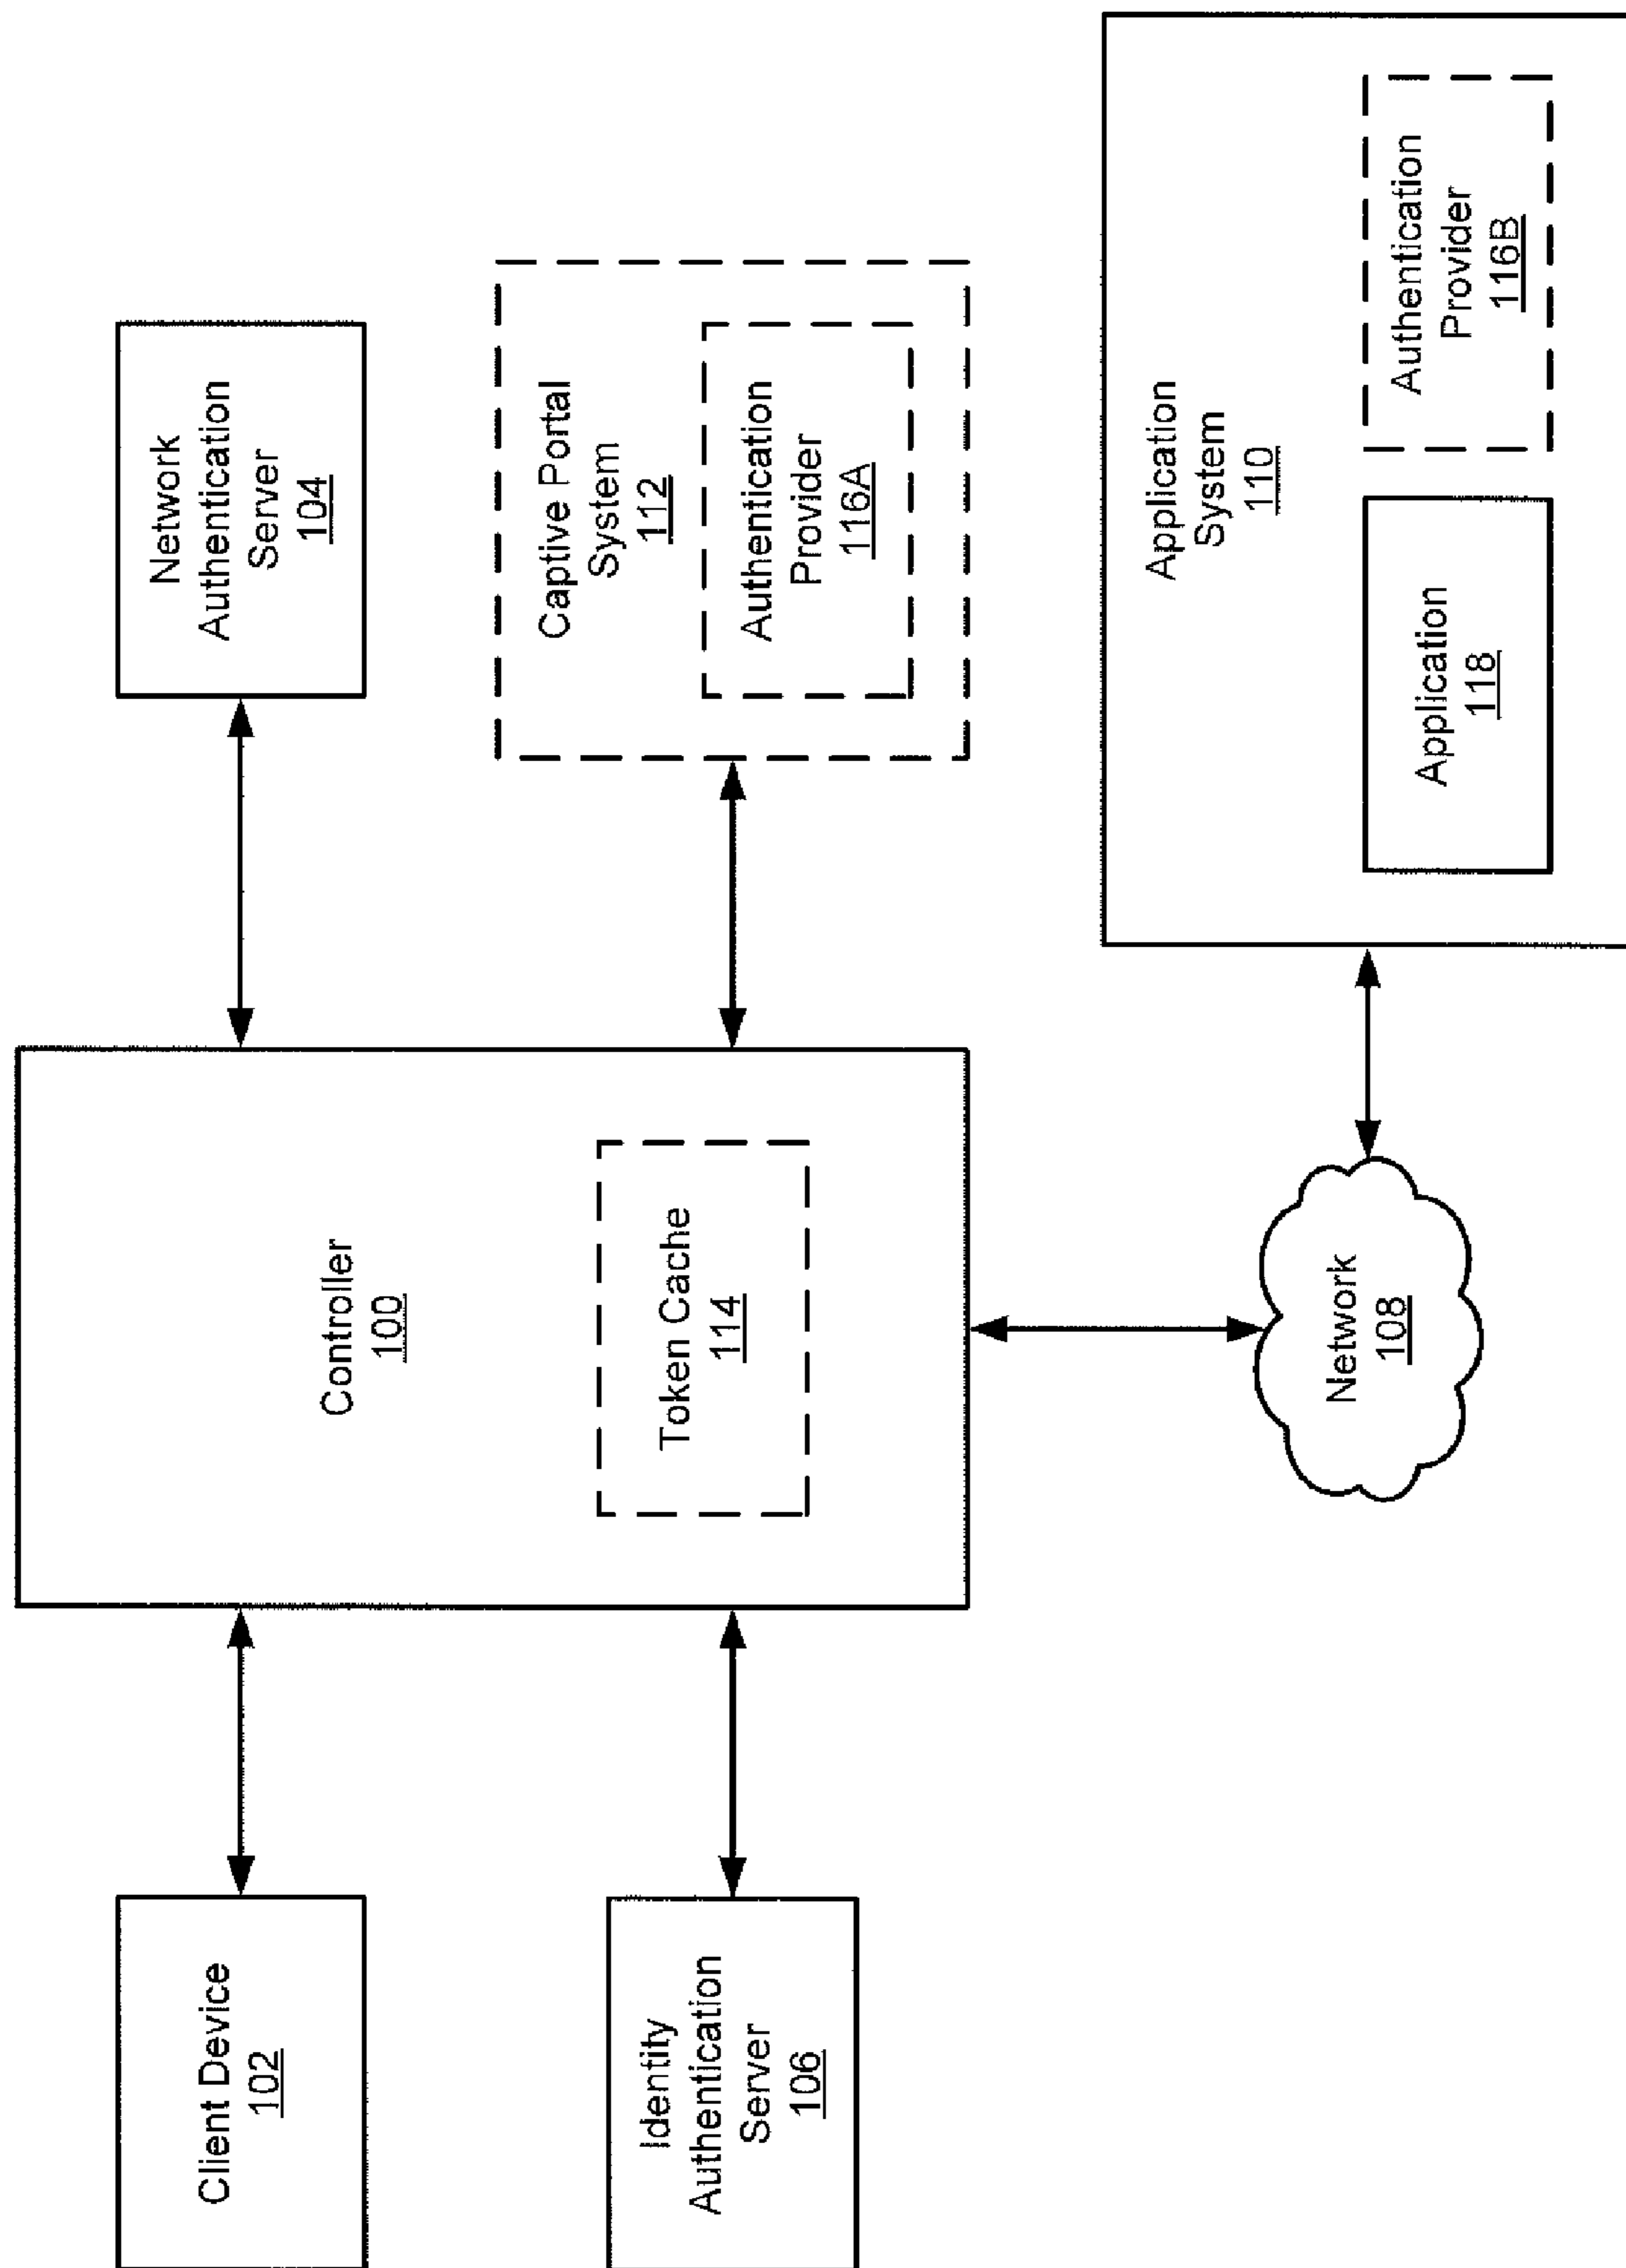 Client Device
102
Controller
100
Network
Authentication
Server
104
Identity
Authentication
Server
106
Token Cache
114
Captive Portal
System
112
Authentication
Provider
116A
Network
108
Application
System
110
Application
118
Authentication
Provider
116B